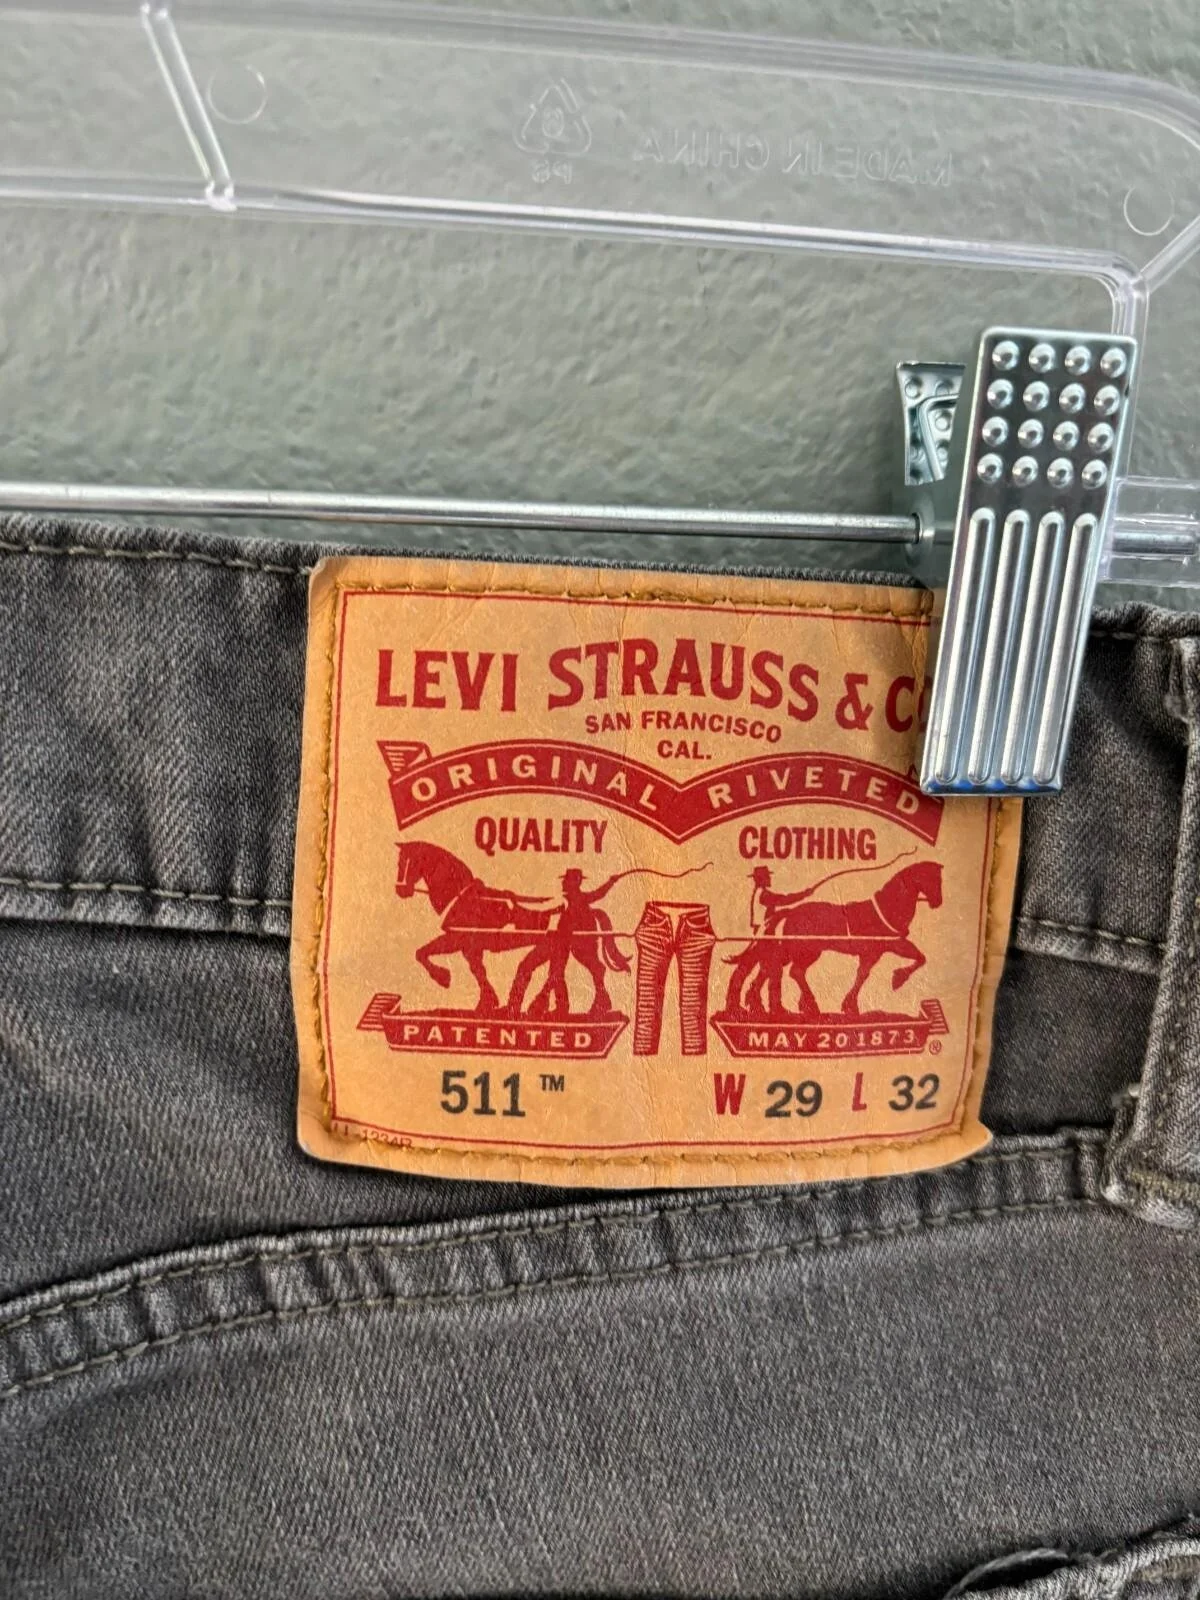 PS
MADE IN CHINA
LEVI STRAUSS & CO
SAN FRANCISCO
CAL.
ORIGINAL RIVETED
QUALITY CLOTHING
PATENTED MAY 20 1873 ®
511™ W 29 L 32